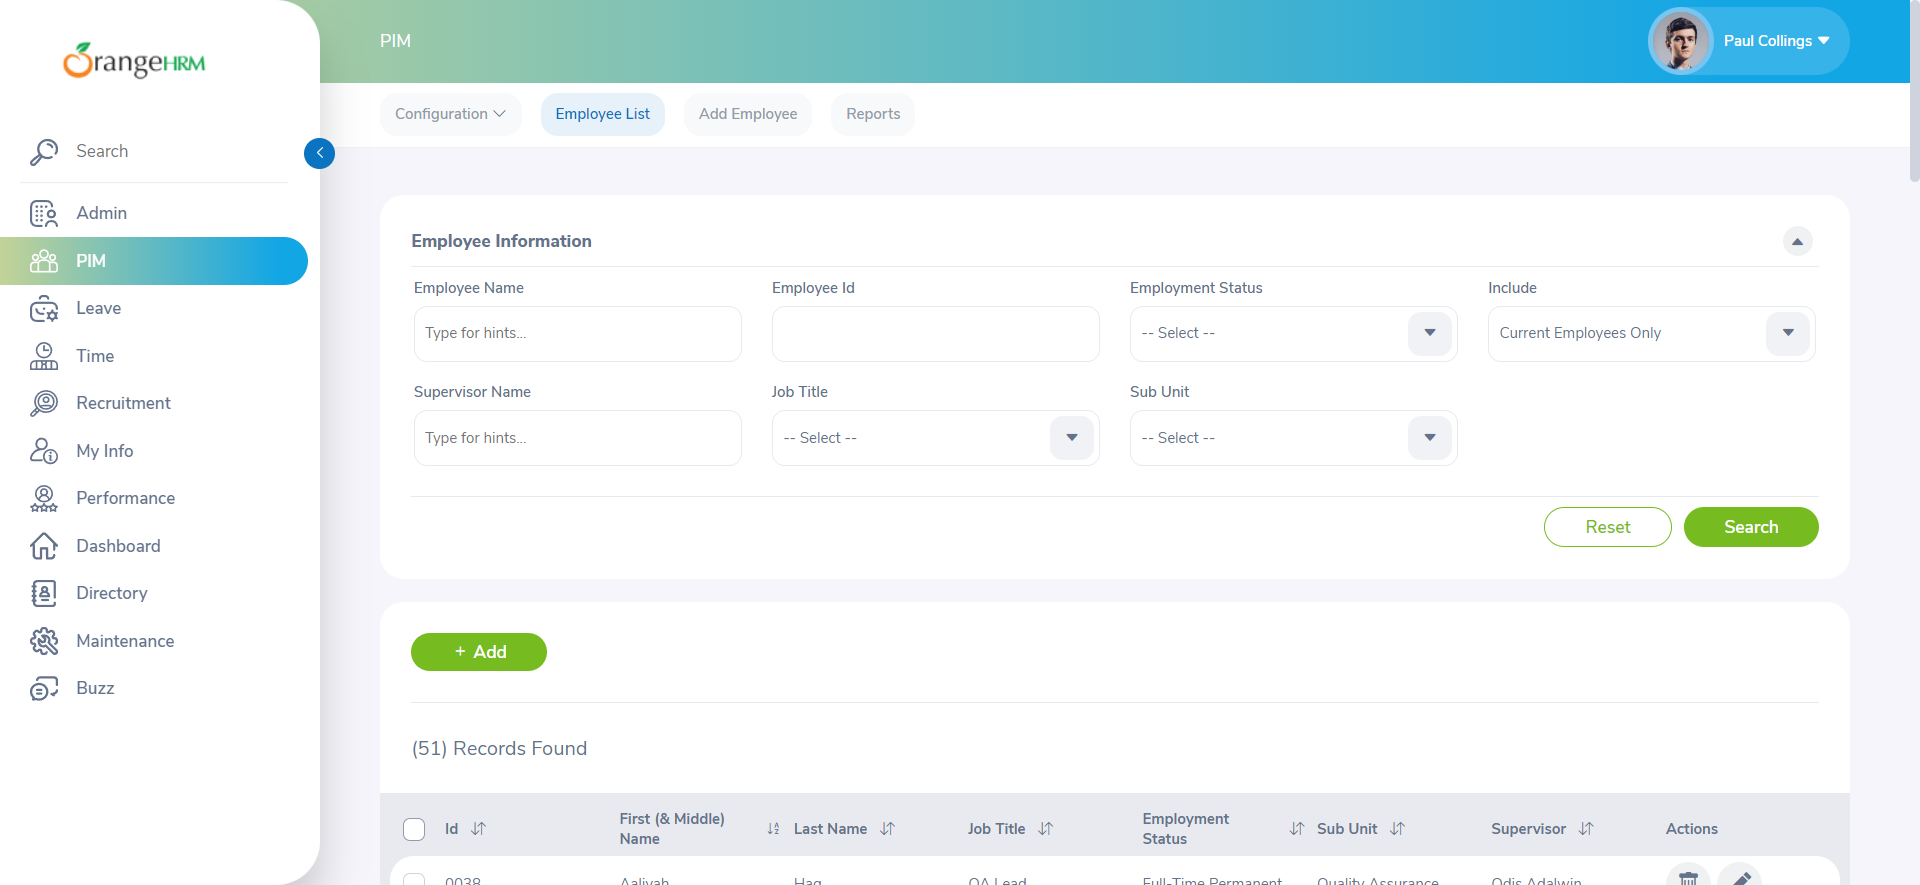 OrangeHRM
PIM
Paul Collings
Configuration
Employee List
Add Employee
Reports
Search
Admin
PIM
Leave
Time
Recruitment
My Info
Performance
Dashboard
Directory
Maintenance
Buzz
Employee Information
Employee Name
Employee Id
Employment Status
Include
Type for hints...
-- Select --
Current Employees Only
Supervisor Name
Job Title
Sub Unit
Type for hints...
-- Select --
-- Select --
Reset
Search
+ Add
(51) Records Found
Id
First (& Middle) Name
Last Name
Job Title
Employment Status
Sub Unit
Supervisor
Actions
0038
Aaliyah
Haq
QA Lead
Full-Time Permanent
Quality Assurance
Odis Adalwin